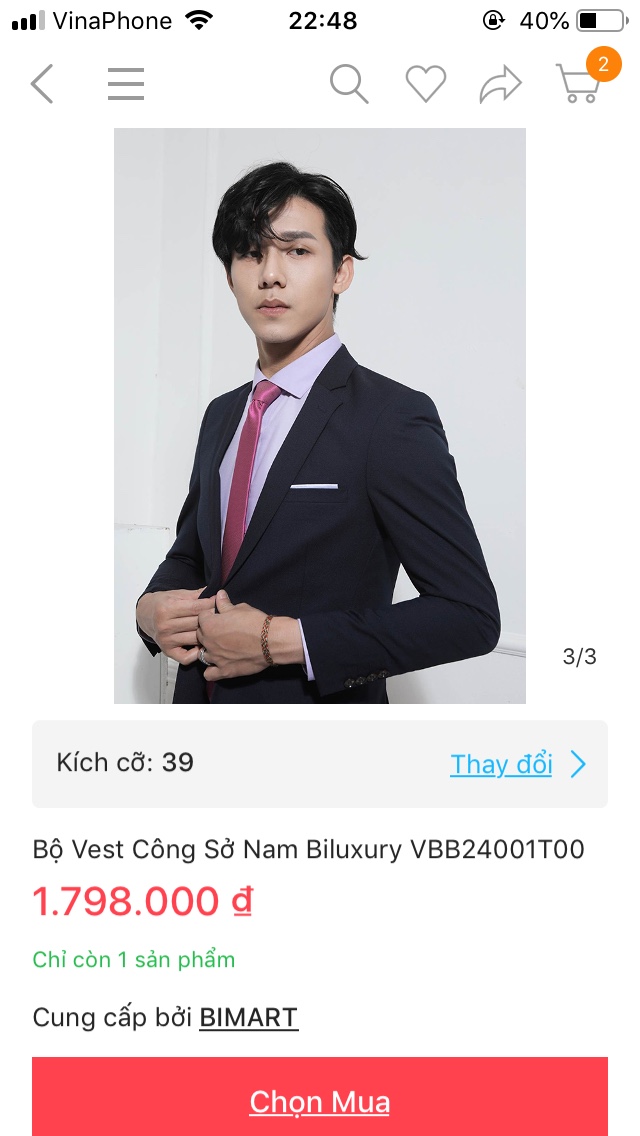 VinaPhone 22:48 40%
2
3/3
Kích cỡ: 39 Thay đổi
Bộ Vest Công Sở Nam Biluxury VBB24001T00
1.798.000 ₫
Chỉ còn 1 sản phẩm
Cung cấp bởi BIMART
Chọn Mua